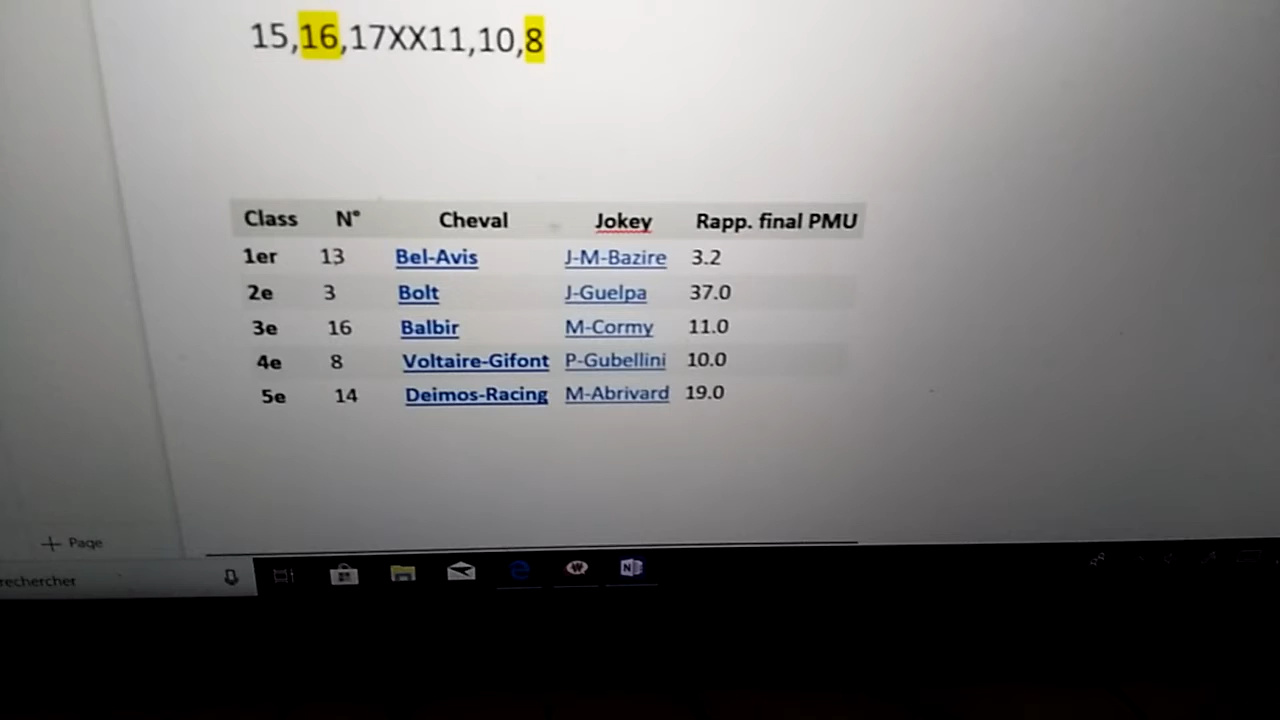 15,16,17XX11,10,8
Class N° Cheval Jokey Rapp. final PMU
1er 13 Bel-Avis J-M-Bazire 3.2
2e 3 Bolt J-Guelpa 37.0
3e 16 Balbir M-Cormy 11.0
4e 8 Voltaire-Gifont P-Gubellini 10.0
5e 14 Deimos-Racing M-Abrivard 19.0
+ Page
rechercher